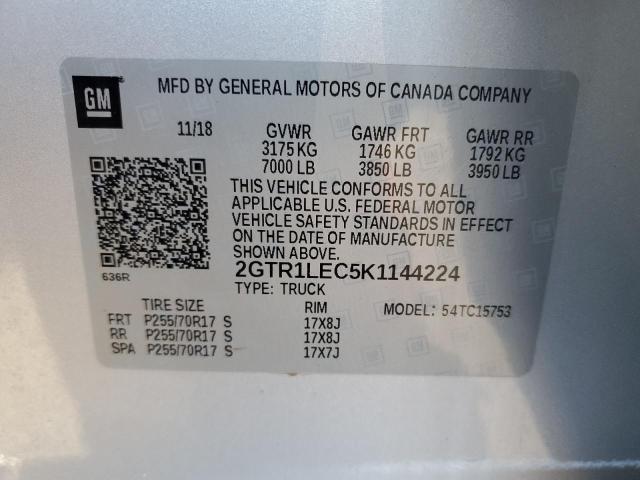 GM
MFD BY GENERAL MOTORS OF CANADA COMPANY
11/18 GVWR GAWR FRT GAWR RR
3175 KG 1746 KG 1792 KG
7000 LB 3850 LB 3950 LB
THIS VEHICLE CONFORMS TO ALL
APPLICABLE U.S. FEDERAL MOTOR
VEHICLE SAFETY STANDARDS IN EFFECT
ON THE DATE OF MANUFACTURE
SHOWN ABOVE.
636R
2GTR1LEC5K1144224
TYPE: TRUCK
TIRE SIZE RIM MODEL: 54TC15753
FRT P255/70R17 S 17X8J
RR P255/70R17 S 17X8J
SPA P255/70R17 S 17X7J